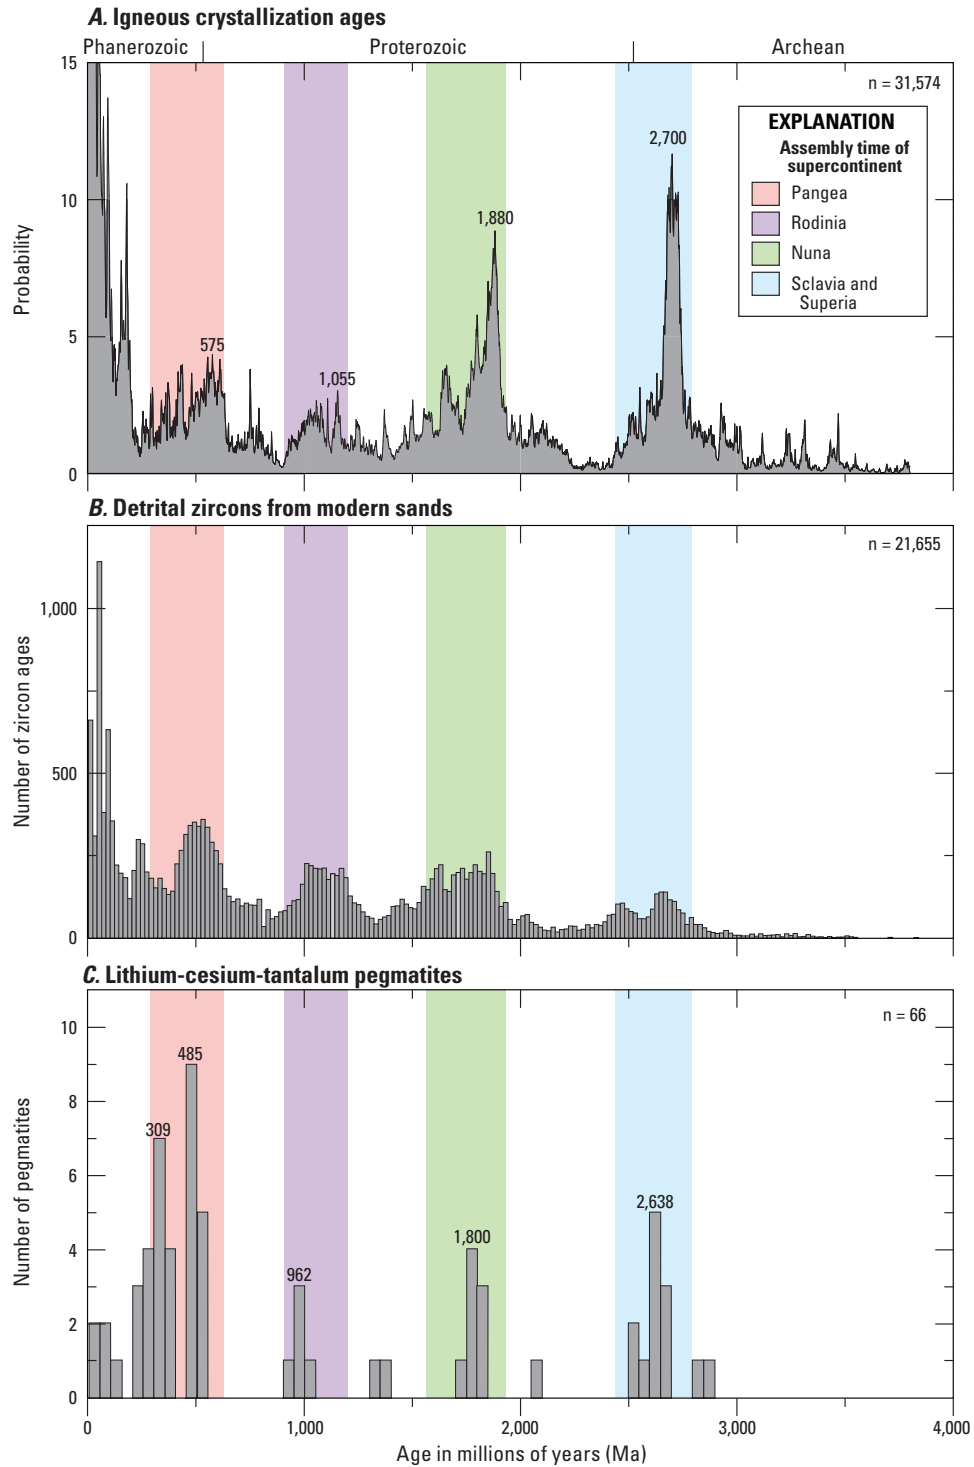 A. Igneous crystallization ages
Phanerozoic
Proterozoic
Archean
15
10
5
0
Probability
n = 31,574
575
1,055
1,880
2,700
EXPLANATION
Assembly time of
supercontinent
Pangea
Rodinia
Nuna
Sclavia and
Superia
B. Detrital zircons from modern sands
1,000
500
0
Number of zircon ages
n = 21,655
C. Lithium-cesium-tantalum pegmatites
10
8
6
4
2
0
Number of pegmatites
n = 66
309
485
962
1,800
2,638
0
1,000
2,000
3,000
4,000
Age in millions of years (Ma)